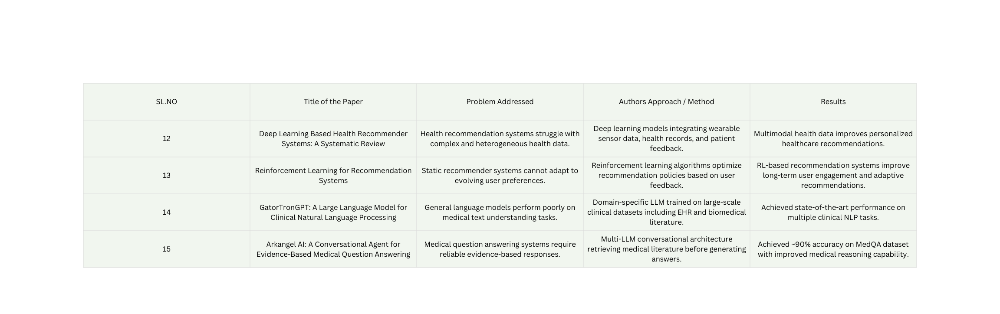 SL.NO
Title of the Paper
Problem Addressed
Authors Approach / Method
Results
12
Deep Learning Based Health Recommender
Systems: A Systematic Review
Health recommendation systems struggle with
complex and heterogeneous health data.
Deep learning models integrating wearable
sensor data, health records, and patient
feedback.
Multimodal health data improves personalized
healthcare recommendations.
13
Reinforcement Learning for Recommendation
Systems
Static recommender systems cannot adapt to
evolving user preferences.
Reinforcement learning algorithms optimize
recommendation policies based on user
feedback.
RL-based recommendation systems improve
long-term user engagement and adaptive
recommendations.
14
GatorTronGPT: A Large Language Model for
Clinical Natural Language Processing
General language models perform poorly on
medical text understanding tasks.
Domain-specific LLM trained on large-scale
clinical datasets including EHR and biomedical
literature.
Achieved state-of-the-art performance on
multiple clinical NLP tasks.
15
Arkangel AI: A Conversational Agent for
Evidence-Based Medical Question Answering
Medical question answering systems require
reliable evidence-based responses.
Multi-LLM conversational architecture
retrieving medical literature before generating
answers.
Achieved ~90% accuracy on MedQA dataset
with improved medical reasoning capability.